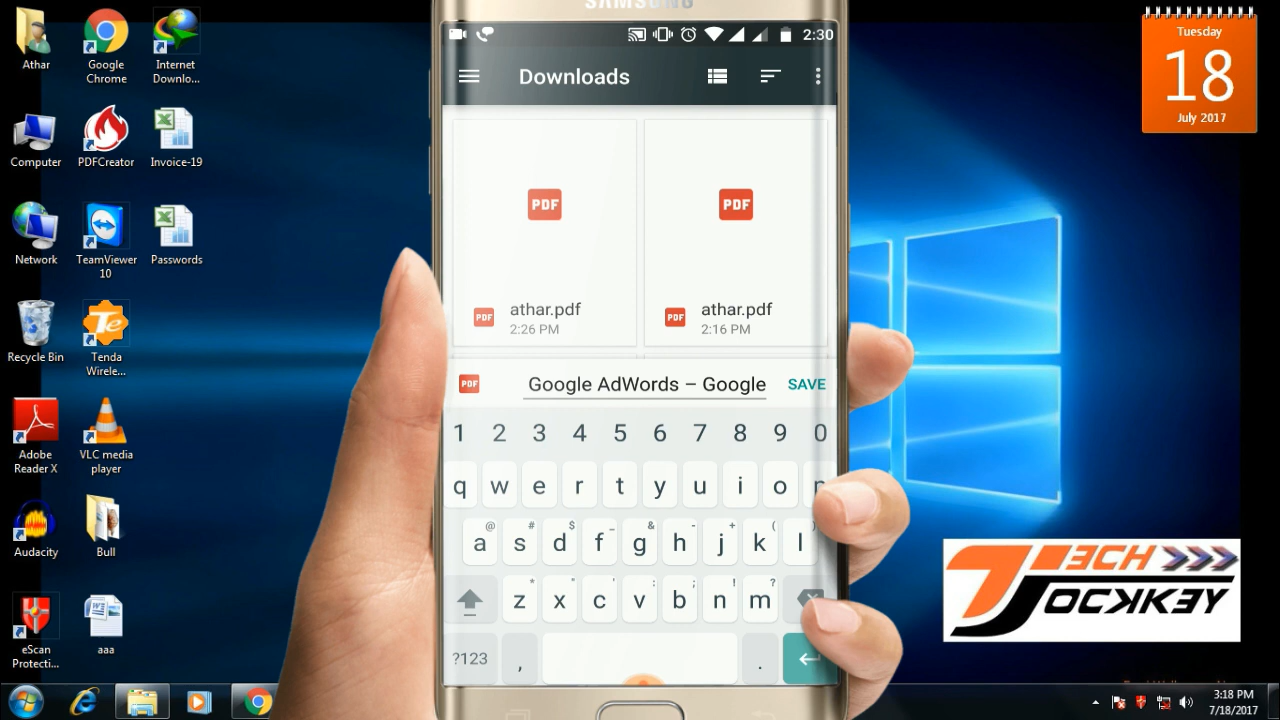 Athar
Google
Chrome
Internet
Downlo...
Computer
PDFCreator
Invoice-19
Network
TeamViewer
10
Passwords
Recycle Bin
Tenda
Wirele...
Adobe
Reader X
VLC media
player
Audacity
Bull
eScan
Protecti...
aaa
SAMSUNG
2:30
Downloads
PDF
PDF
PDF
athar.pdf
2:26 PM
PDF
athar.pdf
2:16 PM
PDF
Google AdWords – Google
SAVE
1 2 3 4 5 6 7 8 9 0
q w e r t y u i o p
@ # $ _ & - + ( )
a s d f g h j k l
* " ' : ; ! ?
z x c v b n m
?123 , .
Tuesday
18
July 2017
TECH
JOCKKEY
3:18 PM
7/18/2017